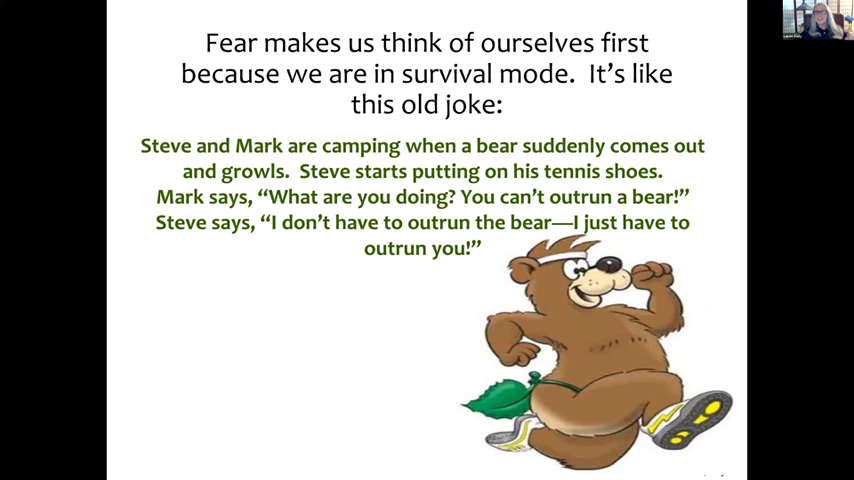 Fear makes us think of ourselves first
because we are in survival mode.  It’s like
this old joke:
Steve and Mark are camping when a bear suddenly comes out
and growls.  Steve starts putting on his tennis shoes.
Mark says, “What are you doing? You can’t outrun a bear!”
Steve says, “I don’t have to outrun the bear—I just have to
outrun you!”